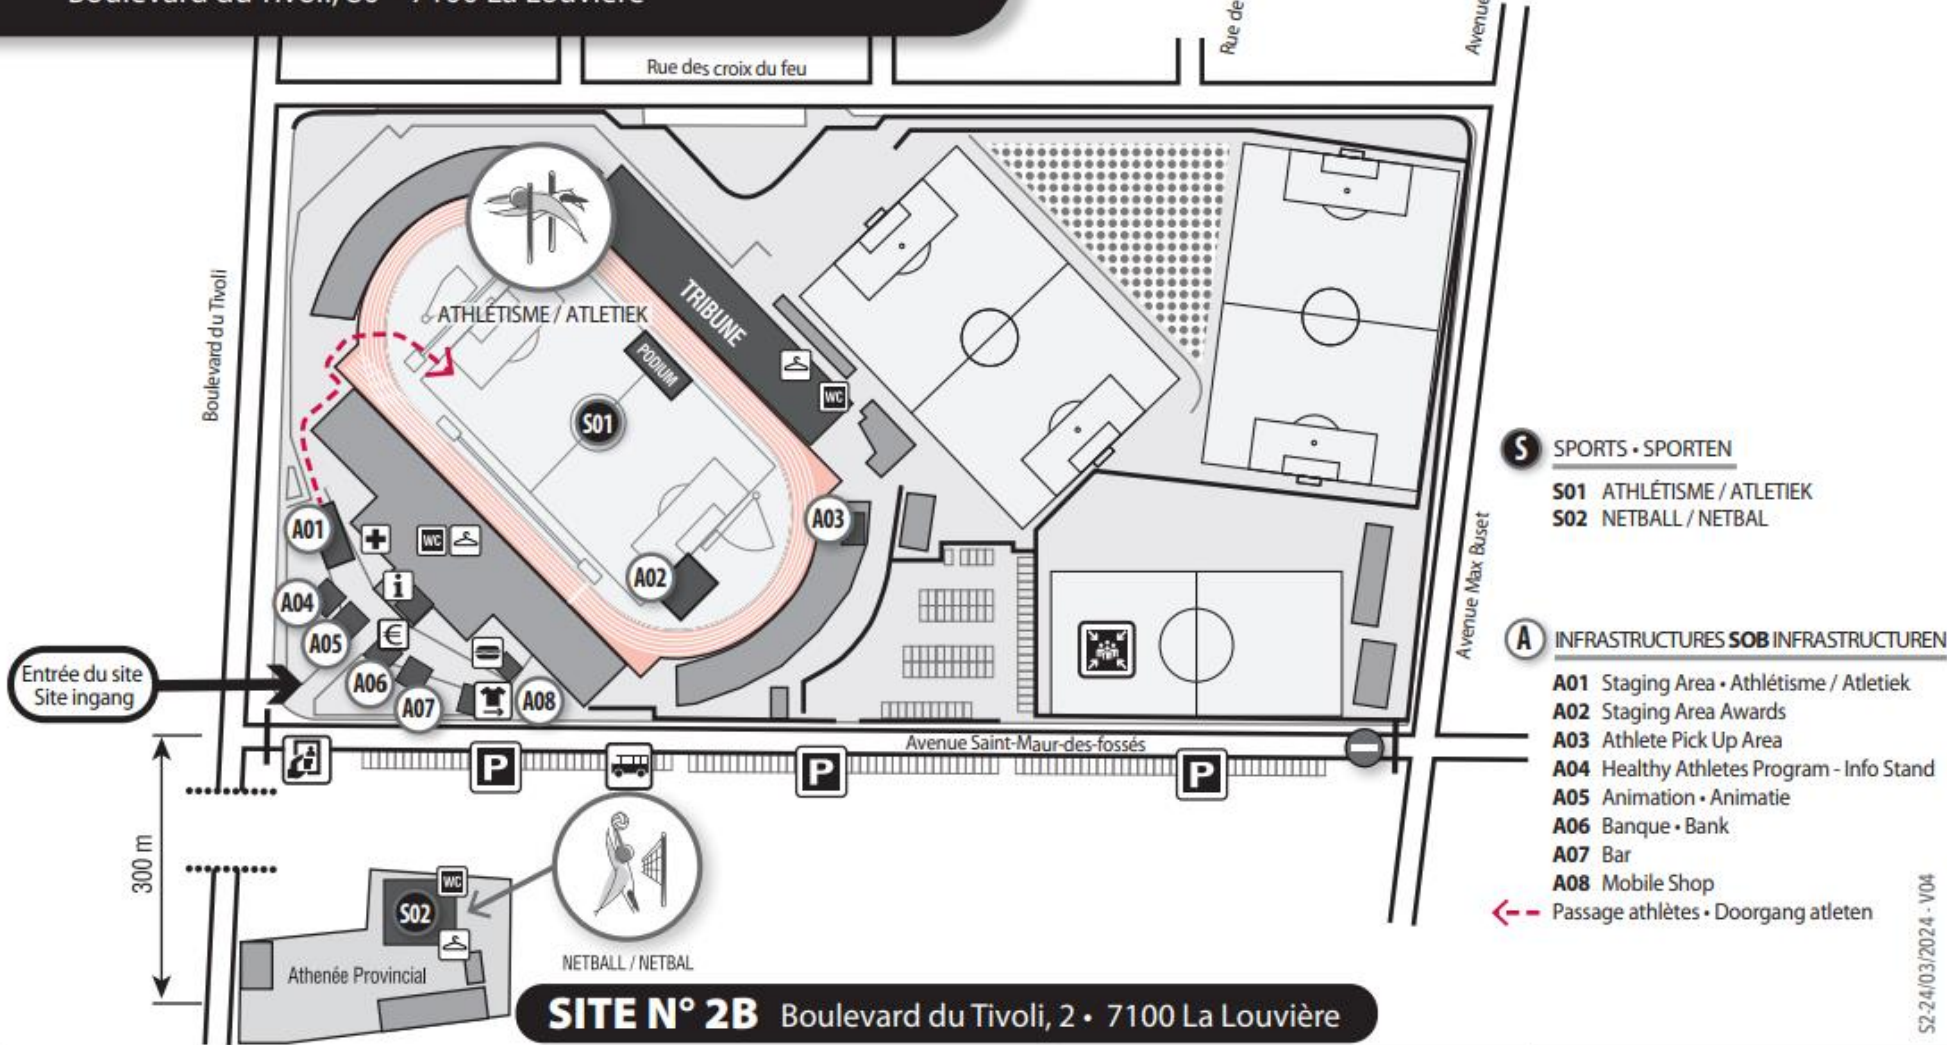 7100 La Louvière
Rue des croix du feu
Rue de
Avenue
Boulevard du Tivoli
ATHLÉTISME / ATLETIEK
TRIBUNE
PODIUM
WC
S01
A01
WC
A02
A03
A04
A05
A06
A07
A08
i
€
Entrée du site
Site ingang
Avenue Max Buset
Avenue Saint-Maur-des-fossés
P
P
P
300 m
WC
S02
Athenée Provincial
NETBALL / NETBAL
SITE N° 2B Boulevard du Tivoli, 2 • 7100 La Louvière
S SPORTS • SPORTEN
S01 ATHLÉTISME / ATLETIEK
S02 NETBALL / NETBAL
A INFRASTRUCTURES SOB INFRASTRUCTUREN
A01 Staging Area • Athlétisme / Atletiek
A02 Staging Area Awards
A03 Athlete Pick Up Area
A04 Healthy Athletes Program - Info Stand
A05 Animation • Animatie
A06 Banque • Bank
A07 Bar
A08 Mobile Shop
Passage athlètes • Doorgang atleten
S2-24/03/2024 - V04